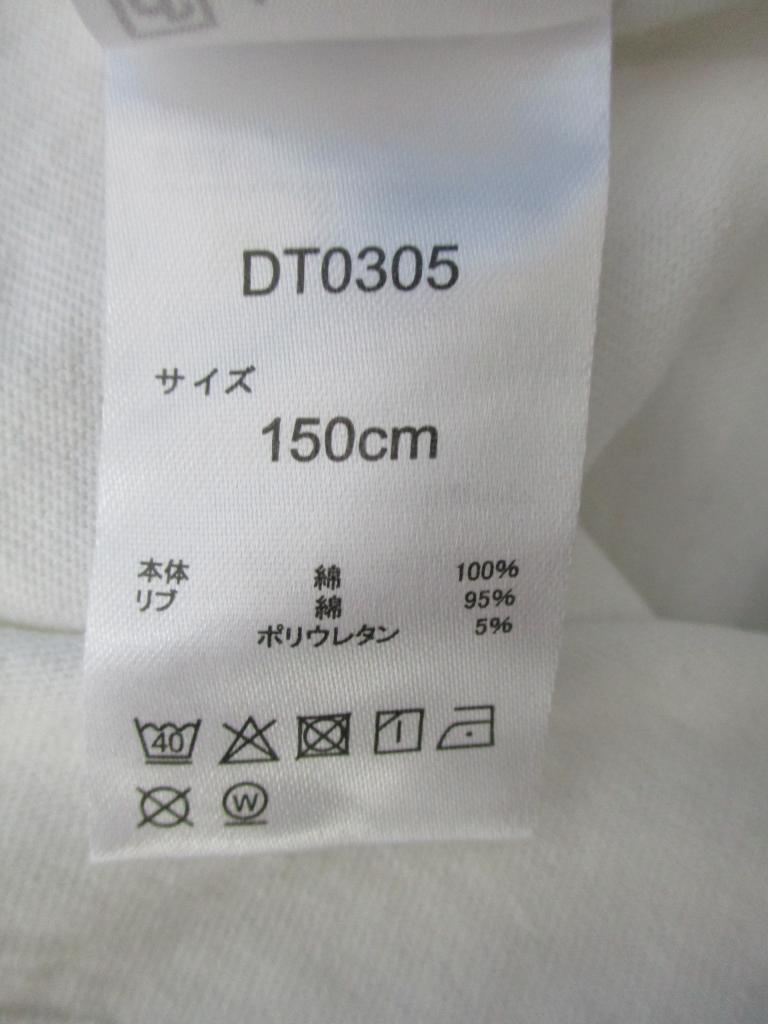 DT0305
サイズ
150cm
本体 綿 100%
リブ 綿 95%
ポリウレタン 5%
40
W